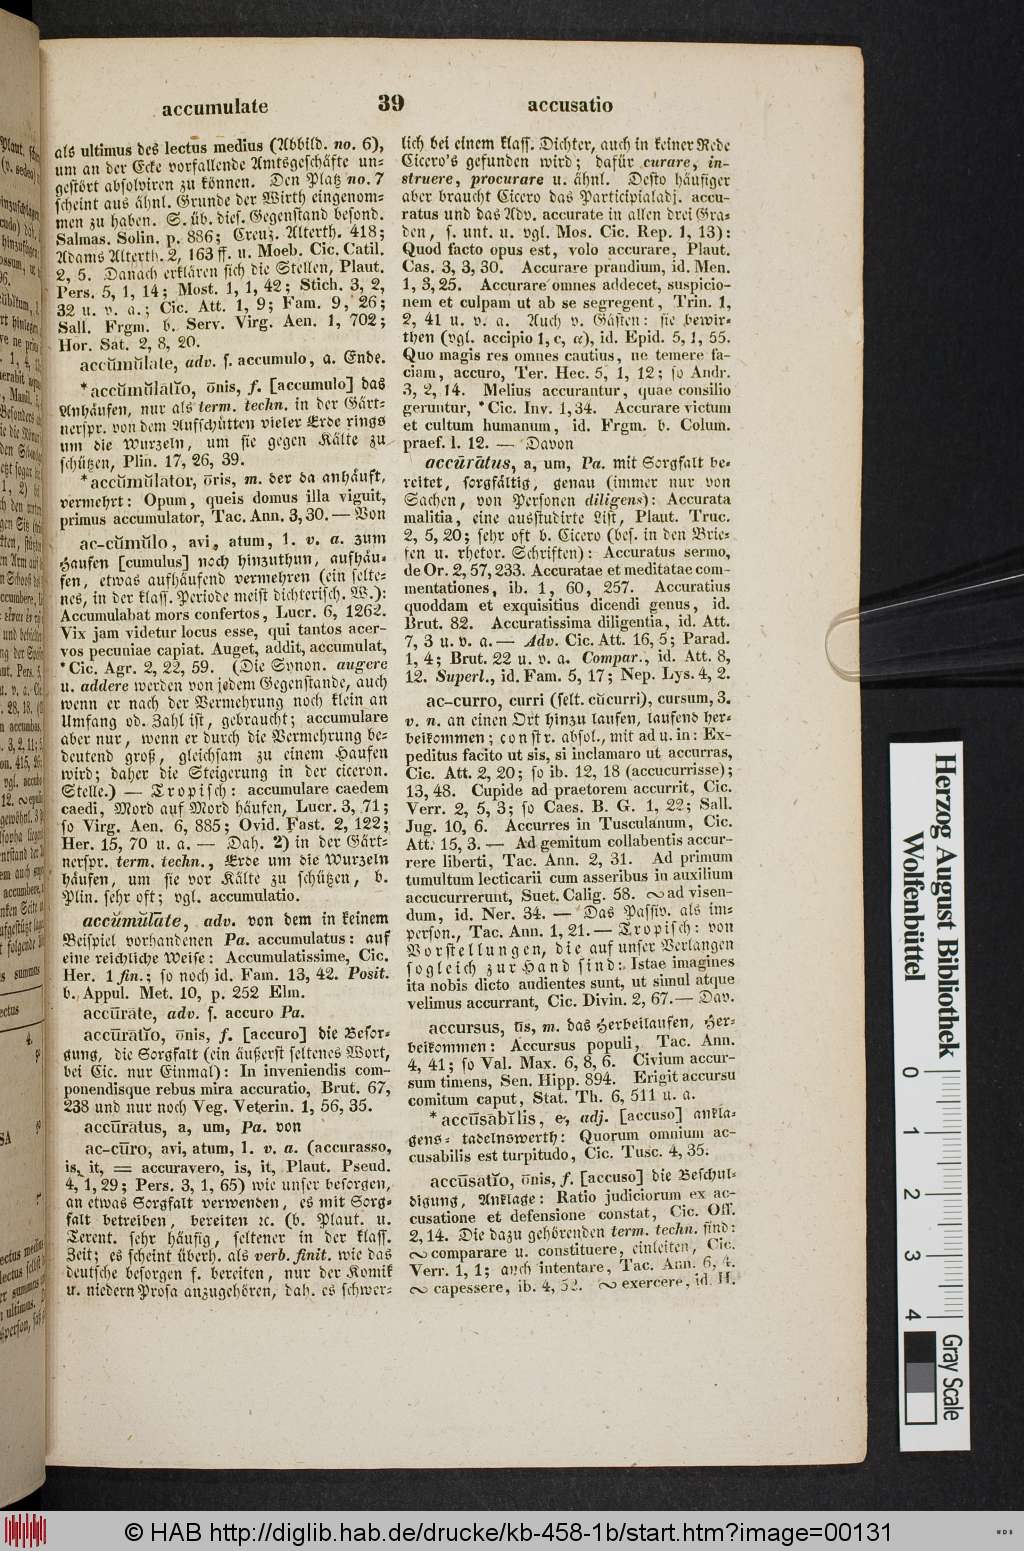 accumulate 39 accusatio
als ultimus des lectus medius (Abbild. no. 6),
um an der Ecke vorfallende Amtsgeschäfte un-
gestört absolviren zu können. Den Platz no. 7
scheint aus ähnl. Grunde der Wirth eingenom-
men zu haben. S. üb. dies. Gegenstand besond.
Salmas. Solin. p. 886; Creuz. Alterth. 418;
Adams Alterth. 2, 163 ff. u. Moeb. Cic. Catil.
2, 5. Danach erklären sich die Stellen, Plaut.
Pers. 5, 1, 14; Most. 1, 1, 42; Stich. 3, 2,
32 u. v. a.; Cic. Att. 1, 9; Fam. 9, 26;
Sall. Frgm. b. Serv. Virg. Aen. 1, 702;
Hor. Sat. 2, 8, 20.
accŭmŭlāte, adv. s. accumulo, a. Ende.
*accŭmŭlātĭo, ōnis, f. [accumulo] das
Anhäufen, nur als term. techn. in der Gärt-
nerspr. von dem Aufschütten vieler Erde rings
um die Wurzeln, um sie gegen Kälte zu
schützen, Plin. 17, 26, 39.
*accŭmŭlātor, ōris, m. der da anhäuft,
vermehrt: Opum, queis domus illa viguit,
primus accumulator, Tac. Ann. 3, 30. — Von
ac-cŭmŭlo, avi, atum, 1. v. a. zum
Haufen [cumulus] noch hinzuthun, aufhäu-
fen, etwas aufhäufend vermehren (ein selte-
nes, in der klass. Periode meist dichterisch. W.):
Accumulabat mors confertos, Lucr. 6, 1262.
Vix jam videtur locus esse, qui tantos acer-
vos pecuniae capiat. Auget, addit, accumulat,
*Cic. Agr. 2, 22, 59. (Die Synon. augere
u. addere werden von jedem Gegenstande, auch
wenn er nach der Vermehrung noch klein an
Umfang od. Zahl ist, gebraucht; accumulare
aber nur, wenn er durch die Vermehrung be-
deutend groß, gleichsam zu einem Haufen
wird; daher die Steigerung in der ciceron.
Stelle.) — Tropisch: accumulare caedem
caedi, Mord auf Mord häufen, Lucr. 3, 71;
so Virg. Aen. 6, 885; Ovid. Fast. 2, 122;
Her. 15, 70 u. a. — Dah. 2) in der Gärt-
nerspr. term. techn., Erde um die Wurzeln
häufen, um sie vor Kälte zu schützen, b.
Plin. sehr oft; vgl. accumulatio.
accŭmŭlāte, adv. von dem in keinem
Beispiel vorhandenen Pa. accumulatus: auf
eine reichliche Weise: Accumulatissime, Cic.
Her. 1 fin.; so noch id. Fam. 13, 42. Posit.
b. Appul. Met. 10, p. 252 Elm.
accūrāte, adv. s. accuro Pa.
accūrātĭo, ōnis, f. [accuro] die Besor-
gung, die Sorgfalt (ein äußerst seltenes Wort,
bei Cic. nur Einmal): In inveniendis com-
ponendisque rebus mira accuratio, Brut. 67,
238 und nur noch Veg. Veterin. 1, 56, 35.
accūrātus, a, um, Pa. von
ac-cūro, avi, atum, 1. v. a. (accurasso,
is, it, = accuravero, is, it, Plaut. Pseud.
4, 1, 29; Pers. 3, 1, 65) wie unser besorgen,
an etwas Sorgfalt verwenden, es mit Sorg-
falt betreiben, bereiten ꝛc. (b. Plaut. u.
Terent. sehr häufig, seltener in der klass.
Zeit; es scheint überh. als verb. finit. wie das
deutsche besorgen f. bereiten, nur der Komik
u. niedern Prosa anzugehören, dah. es schwer-
lich bei einem klass. Dichter, auch in keiner Rede
Cicero's gefunden wird; dafür curare, in-
struere, procurare u. ähnl. Desto häufiger
aber braucht Cicero das Participialadj. accu-
ratus und das Adv. accurate in allen drei Gra-
den, s. unt. u. vgl. Mos. Cic. Rep. 1, 13):
Quod facto opus est, volo accurare, Plaut.
Cas. 3, 3, 30. Accurare prandium, id. Men.
1, 3, 25. Accurare omnes addecet, suspicio-
nem et culpam ut ab se segregent, Trin. 1,
2, 41 u. v. a. Auch v. Gästen: sie bewir-
then (vgl. accipio 1, c, α), id. Epid. 5, 1, 55.
Quo magis res omnes cautius, ne temere fa-
ciam, accuro, Ter. Hec. 5, 1, 12; so Andr.
3, 2, 14. Melius accurantur, quae consilio
geruntur, *Cic. Inv. 1, 34. Accurare victum
et cultum humanum, id. Frgm. b. Colum.
praef. l. 12. — Davon
accūrātus, a, um, Pa. mit Sorgfalt be-
reitet, sorgfältig, genau (immer nur von
Sachen, von Personen diligens): Accurata
malitia, eine ausstudirte List, Plaut. Truc.
2, 5, 20; sehr oft b. Cicero (bes. in den Brie-
fen u. rhetor. Schriften): Accuratus sermo,
de Or. 2, 57, 233. Accuratae et meditatae com-
mentationes, ib. 1, 60, 257. Accuratius
quoddam et exquisitius dicendi genus, id.
Brut. 82. Accuratissima diligentia, id. Att.
7, 3 u. v. a. — Adv. Cic. Att. 16, 5; Parad.
1, 4; Brut. 22 u. v. a. Compar., id. Att. 8,
12. Superl., id. Fam. 5, 17; Nep. Lys. 4, 2.
ac-curro, curri (selt. cŭcurri), cursum, 3.
v. n. an einen Ort hinzu laufen, laufend her-
beikommen; constr. absol., mit ad u. in: Ex-
peditus facito ut sis, si inclamaro ut accurras,
Cic. Att. 2, 20; so ib. 12, 18 (accucurrisse);
13, 48. Cupide ad praetorem accurrit, Cic.
Verr. 2, 5, 3; so Caes. B. G. 1, 22; Sall.
Jug. 10, 6. Accurres in Tusculanum, Cic.
Att. 15, 3. — Ad gemitum collabentis accur-
rere liberti, Tac. Ann. 2, 31. Ad primum
tumultum lecticarii cum asseribus in auxilium
accucurrerunt, Suet. Calig. 58. ∾ ad visen-
dum, id. Ner. 34. — Das Passiv. als im-
person., Tac. Ann. 1, 21. — Tropisch: von
Vorstellungen, die auf unser Verlangen
sogleich zur Hand sind: Istae imagines
ita nobis dicto audientes sunt, ut simul atque
velimus accurrant, Cic. Divin. 2, 67. — Dav.
accursus, ūs, m. das Herbeilaufen, Her-
beikommen: Accursus populi, Tac. Ann.
4, 41; so Val. Max. 6, 8, 6. Civium accur-
sum timens, Sen. Hipp. 894. Erigit accursu
comitum caput, Stat. Th. 6, 511 u. a.
*accūsābĭlis, e, adj. [accuso] ankla-
gens- tadelnswerth: Quorum omnium ac-
cusabilis est turpitudo, Cic. Tusc. 4, 35.
accūsātĭo, ōnis, f. [accuso] die Beschul-
digung, Anklage: Ratio judiciorum ex ac-
cusatione et defensione constat, Cic. Off.
2, 14. Die dazu gehörenden term. techn. sind:
∾ comparare u. constituere, einleiten, Cic.
Verr. 1, 1; auch intentare, Tac. Ann. 6, 4.
∾ capessere, ib. 4, 52. ∾ exercere, id. H.
Herzog August Bibliothek
Wolfenbüttel
0 1 2 3 4
Gray Scale
© HAB http://diglib.hab.de/drucke/kb-458-1b/start.htm?image=00131